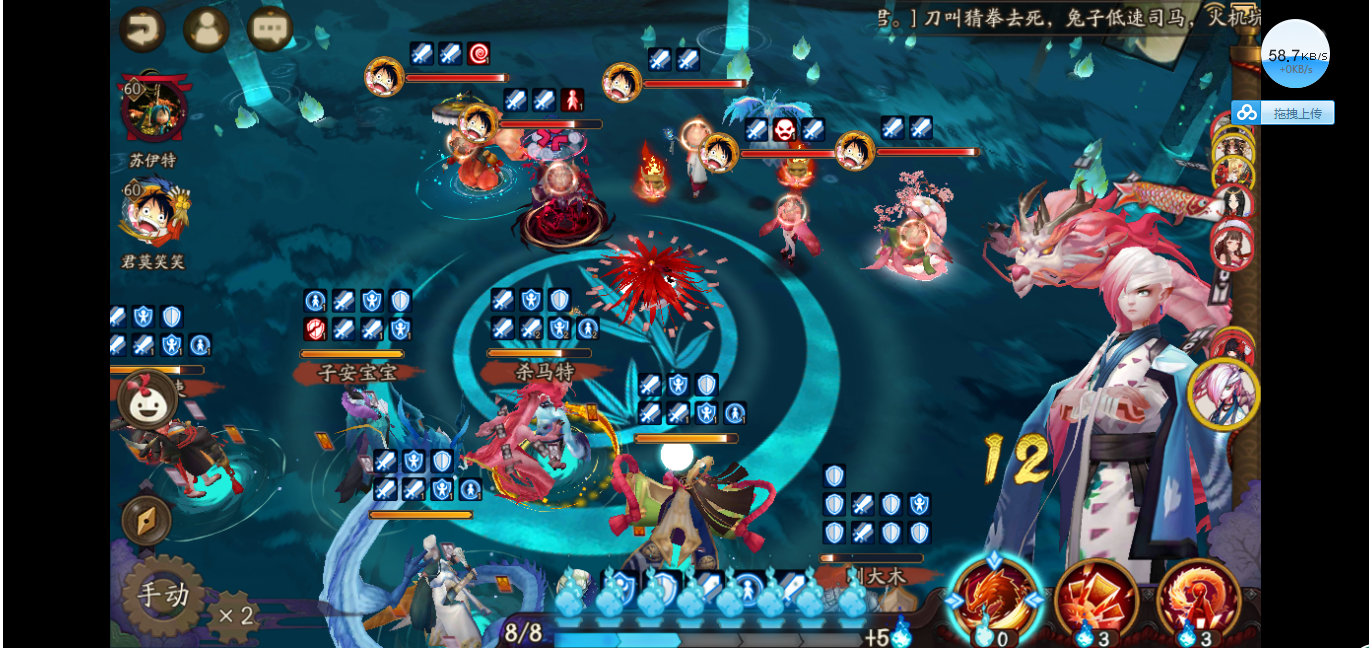 。］刀叫猜拳去死，兔子低速司马，火机坑
58.7KB/S
+0KB/s
拖拽上传
60
苏伊特
60
君莫笑笑
子安宝宝
杀马特
12
大木
手动
×2
8/8
+5
0
3
3